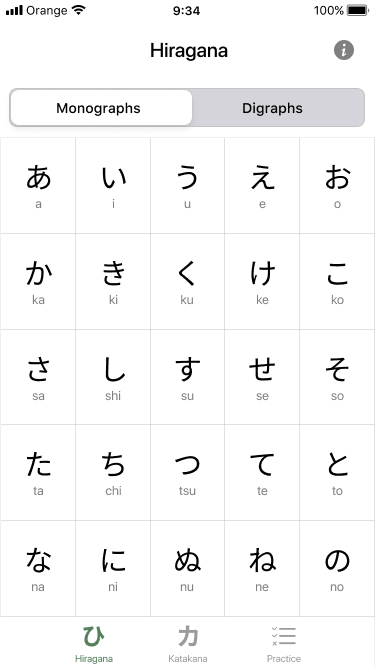 Orange 9:34 100%
Hiragana
Monographs Digraphs
あ い う え お
a i u e o
か き く け こ
ka ki ku ke ko
さ し す せ そ
sa shi su se so
た ち つ て と
ta chi tsu te to
な に ぬ ね の
na ni nu ne no
ひ カ
Hiragana Katakana Practice